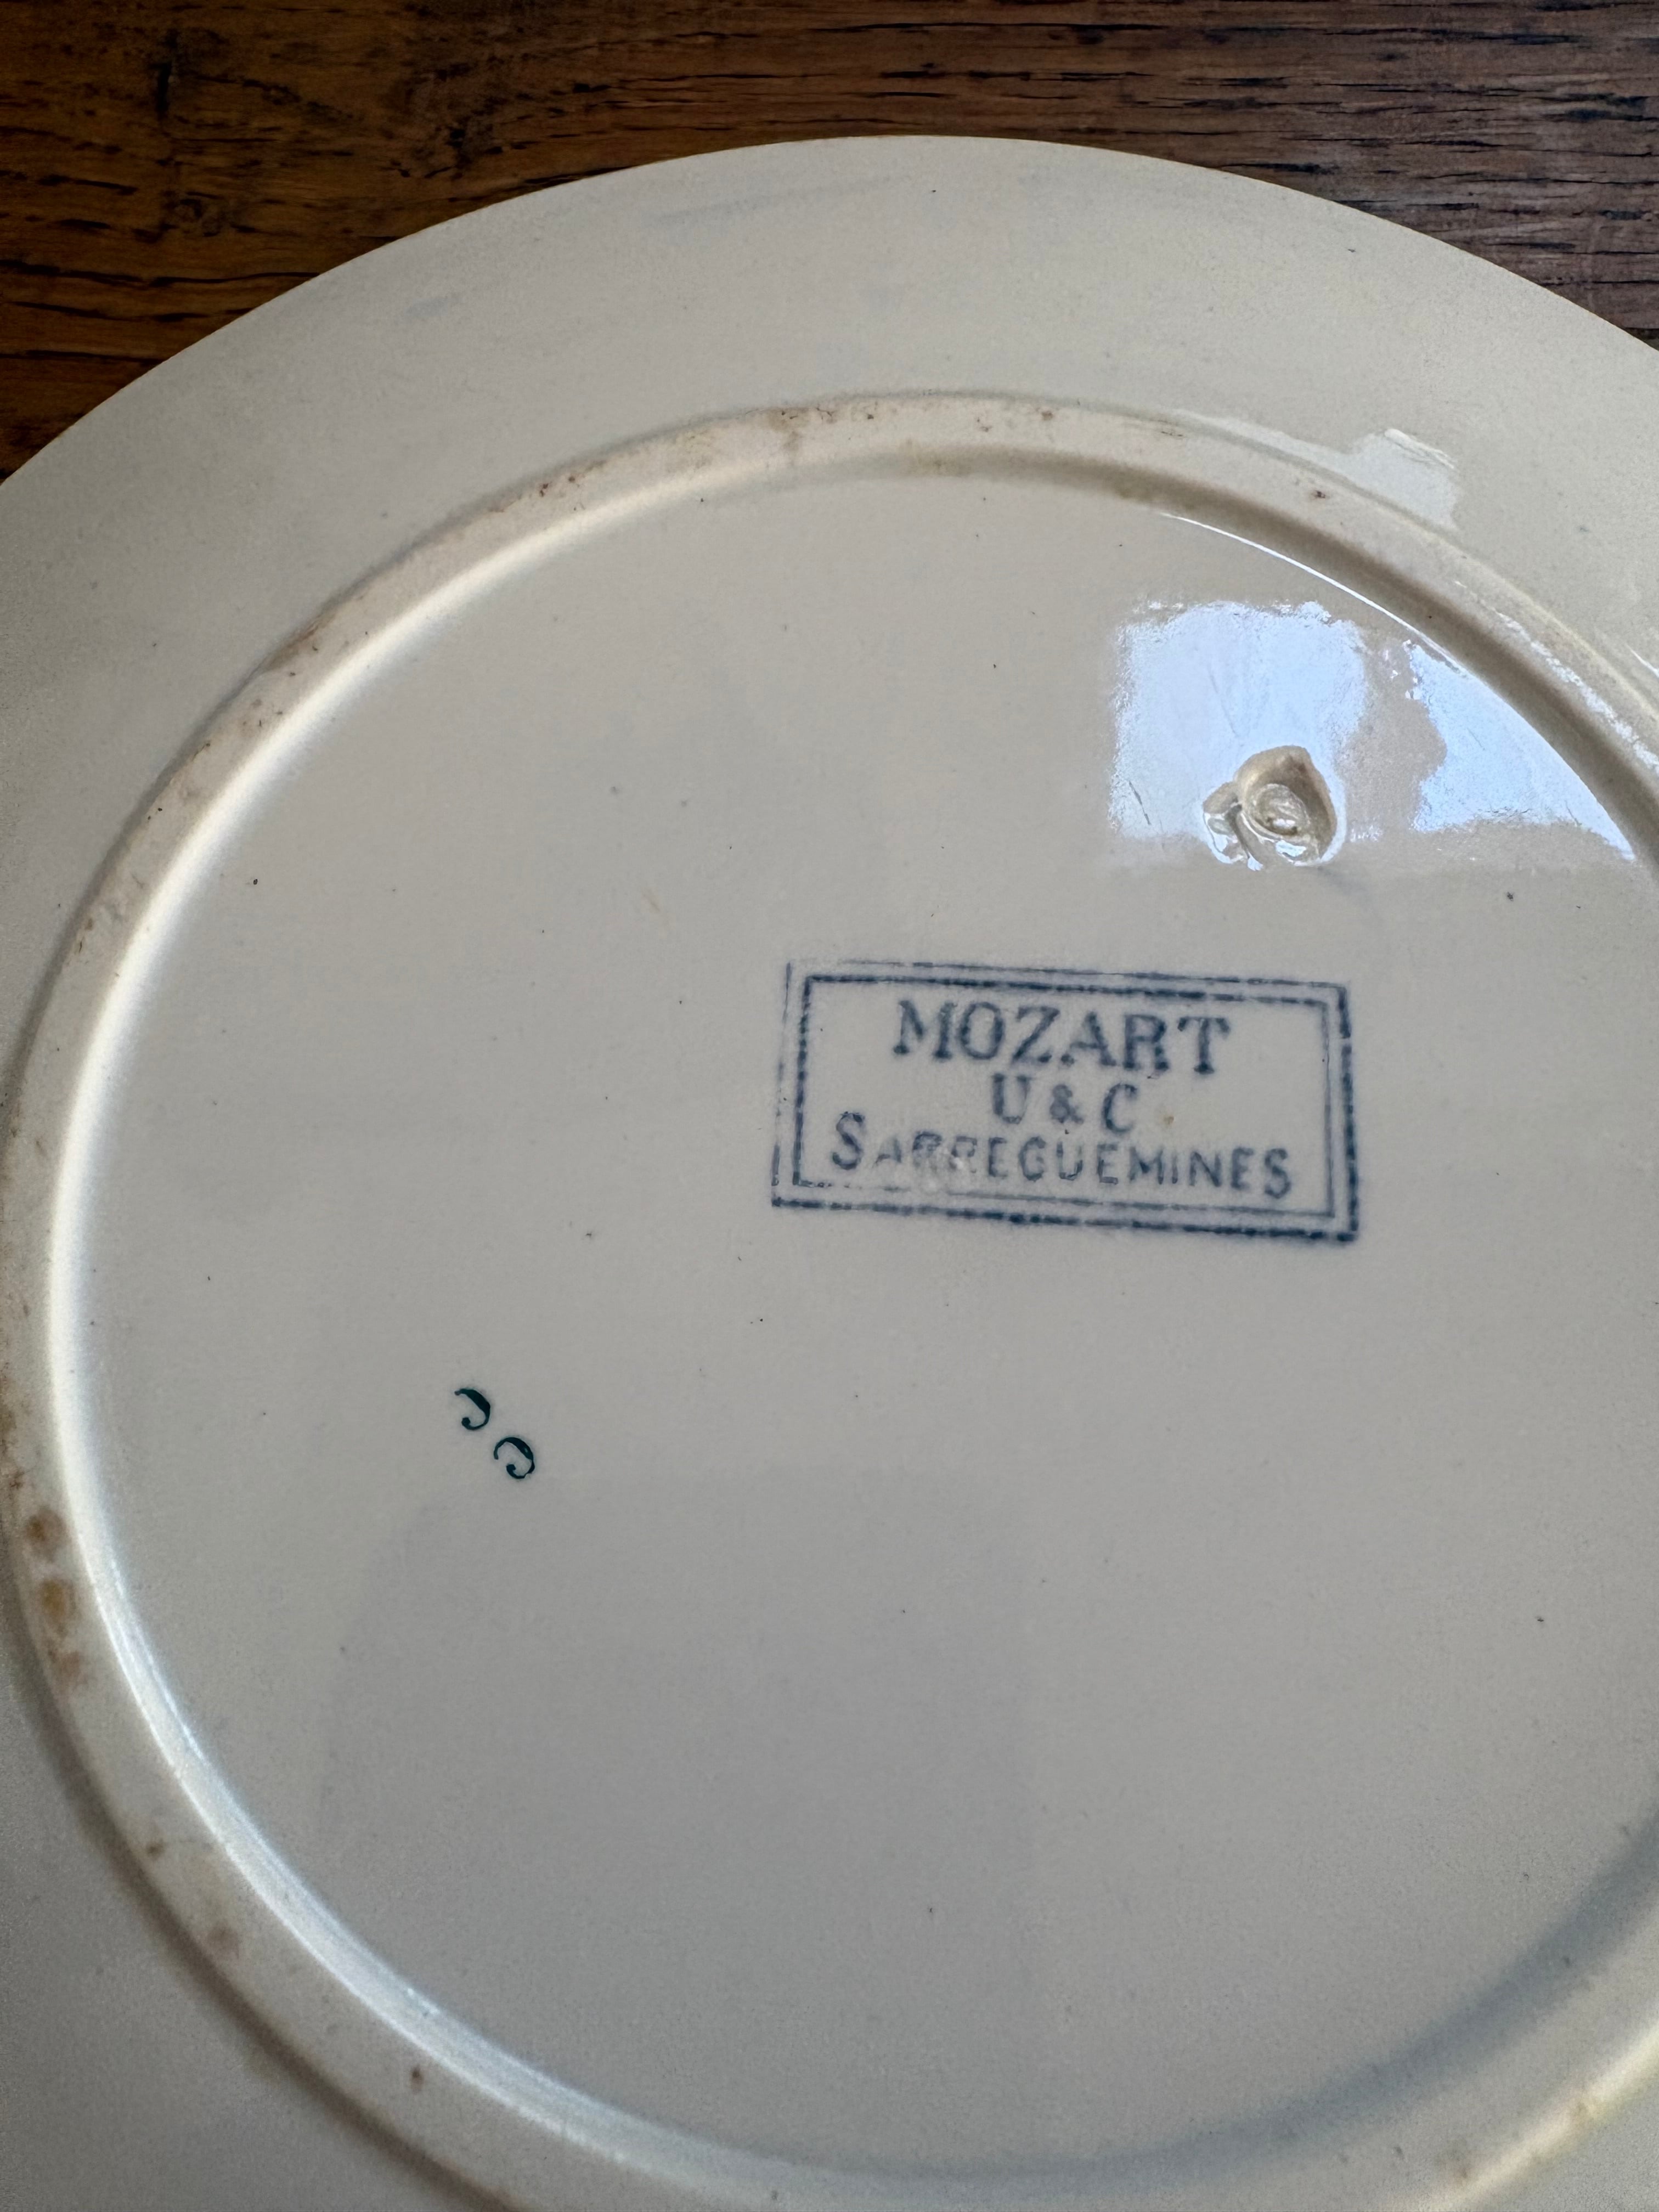 MOZART
U & C
SARREGUEMINES